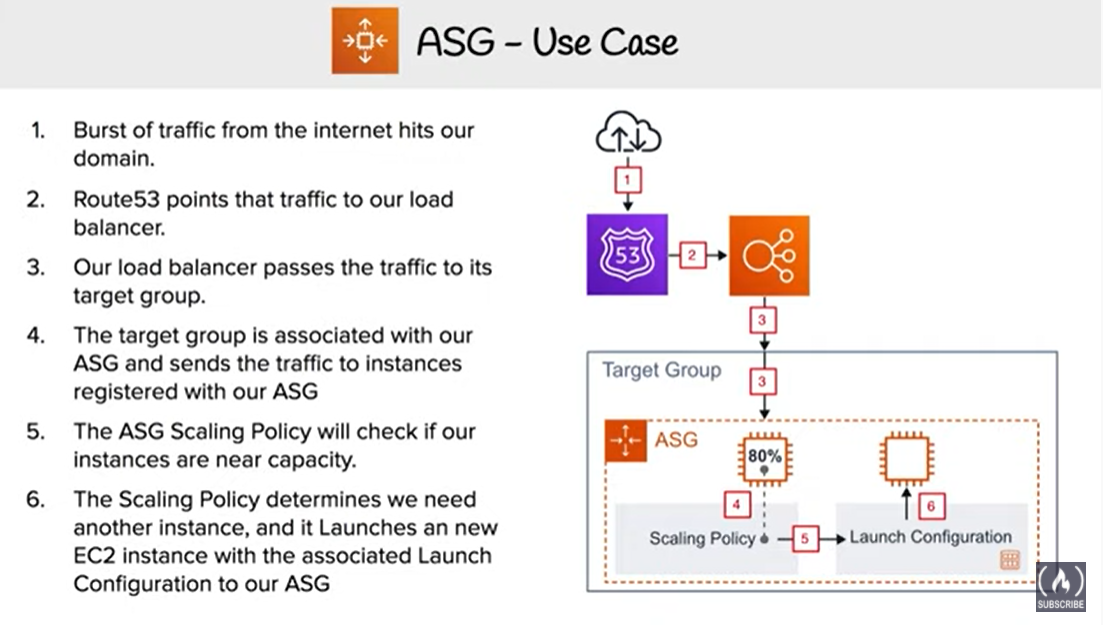 ASG – Use Case
1. Burst of traffic from the internet hits our
domain.
2. Route53 points that traffic to our load
balancer.
3. Our load balancer passes the traffic to its
target group.
4. The target group is associated with our
ASG and sends the traffic to instances
registered with our ASG
5. The ASG Scaling Policy will check if our
instances are near capacity.
6. The Scaling Policy determines we need
another instance, and it Launches an new
EC2 instance with the associated Launch
Configuration to our ASG
1
53
2
3
Target Group
3
ASG
80%
4
6
Scaling Policy
5
Launch Configuration
SUBSCRIBE